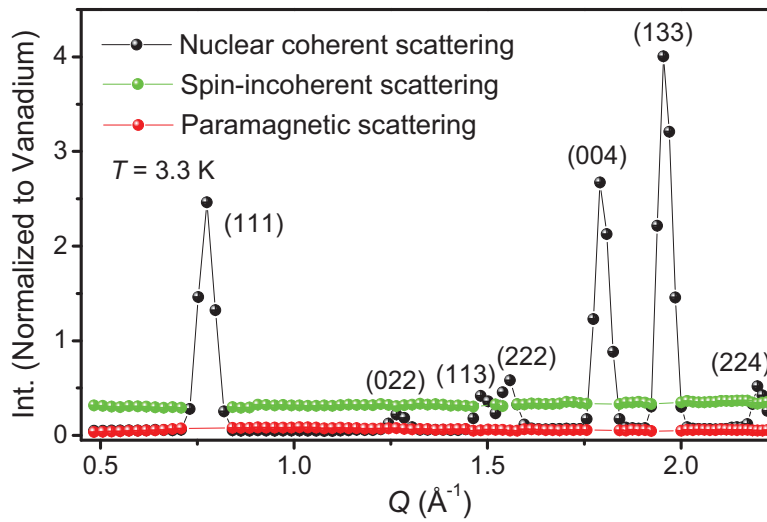 Int. (Normalized to Vanadium)
4
3
2
1
0
Nuclear coherent scattering
Spin-incoherent scattering
Paramagnetic scattering
T = 3.3 K
(111)
(022)
(113)
(222)
(004)
(133)
(224)
0.5
1.0
1.5
2.0
Q (Å⁻¹)